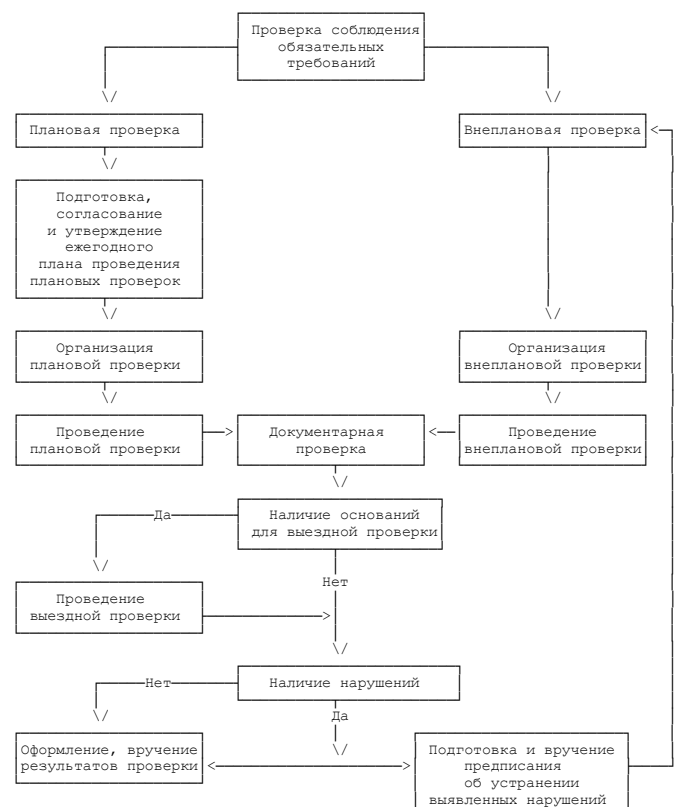 Проверка соблюдения
обязательных
требований
Плановая проверка
Внеплановая проверка
Подготовка,
согласование
и утверждение
ежегодного
плана проведения
плановых проверок
Организация
плановой проверки
Организация
внеплановой проверки
Проведение
плановой проверки
Документарная
проверка
Проведение
внеплановой проверки
Да
Наличие оснований
для выездной проверки
Нет
Проведение
выездной проверки
Нет
Наличие нарушений
Да
Оформление, вручение
результатов проверки
Подготовка и вручение
предписания
об устранении
выявленных нарушений